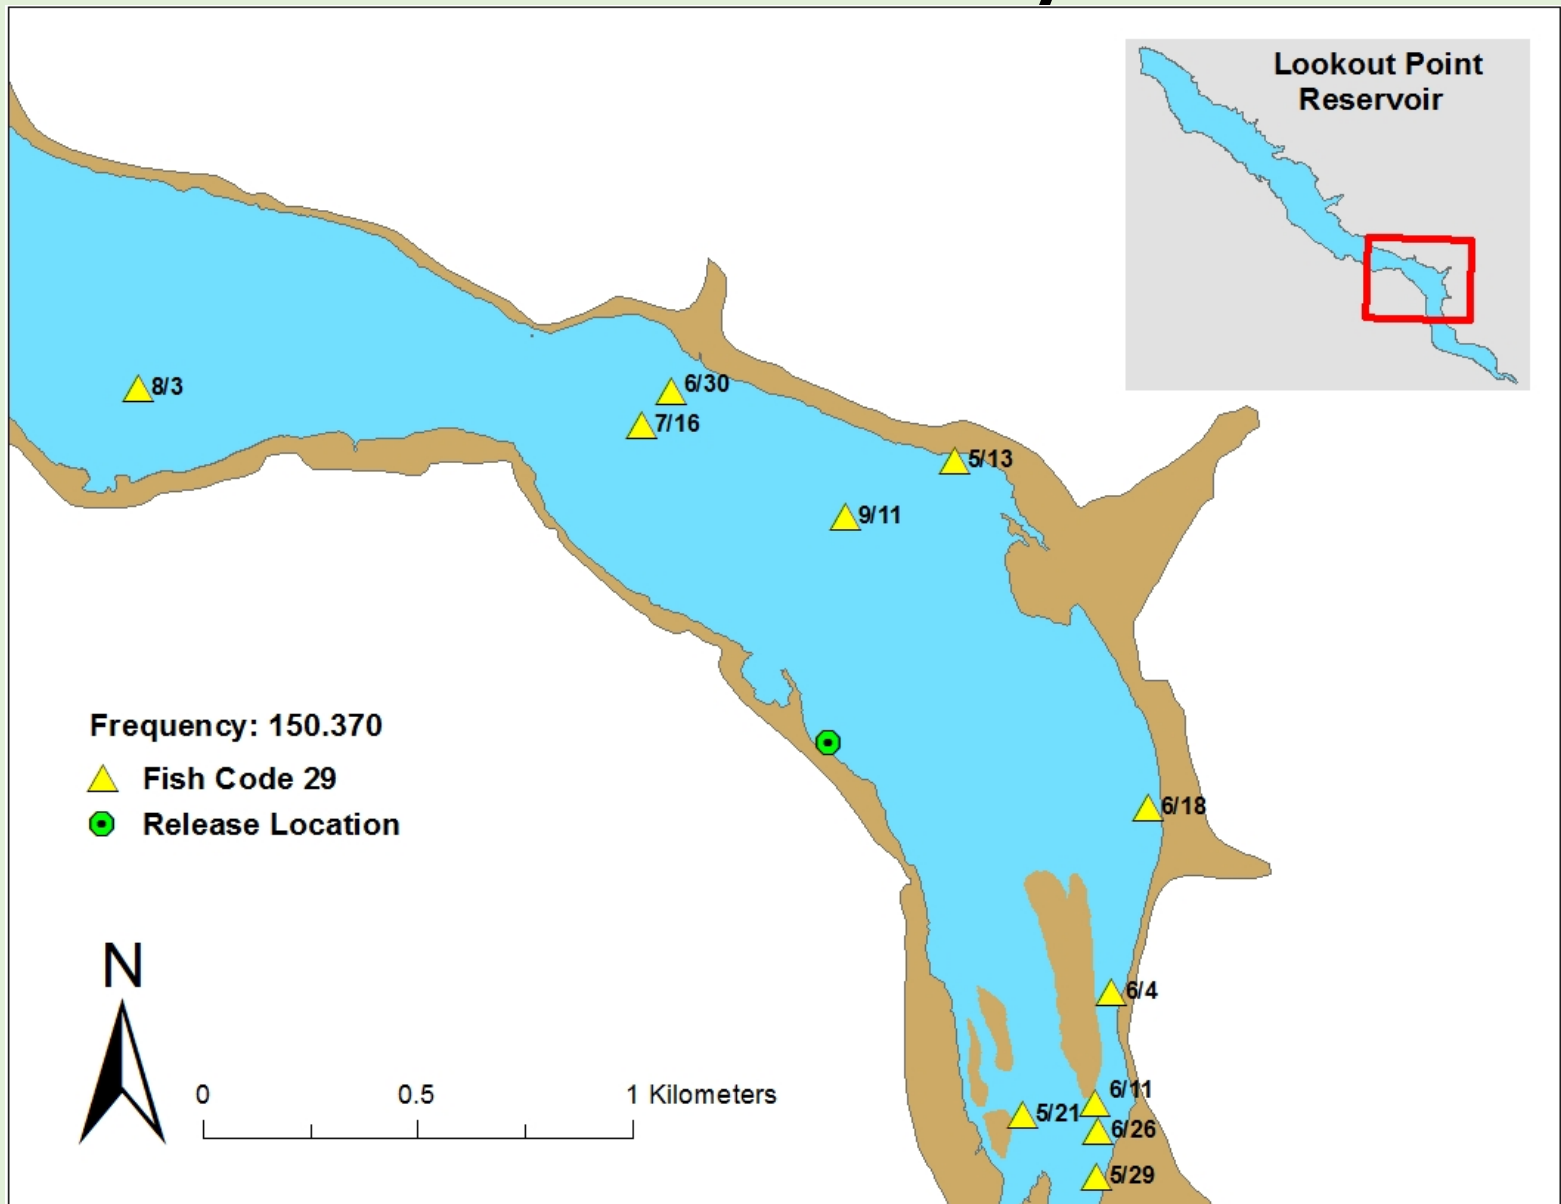 Lookout Point
Reservoir
8/3
6/30
7/16
5/13
9/11
Frequency: 150.370
Fish Code 29
Release Location
6/18
N
6/4
0 0.5 1 Kilometers
6/11
5/21
6/26
5/29